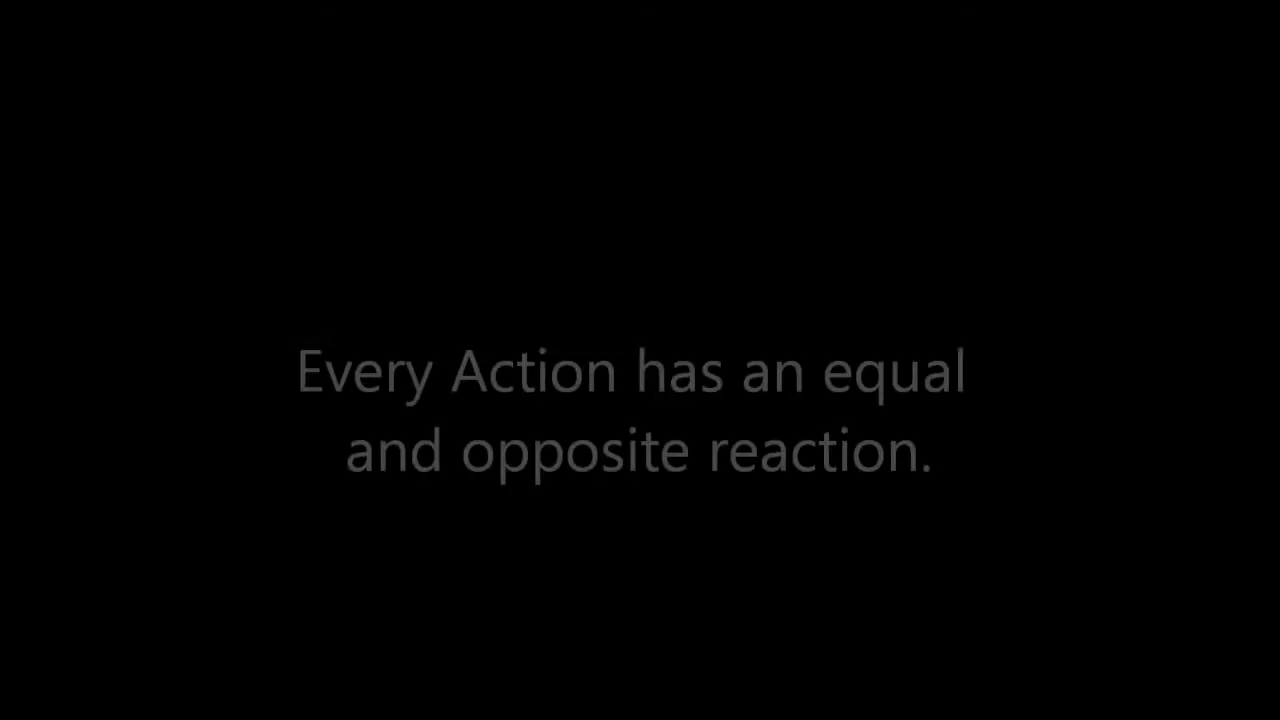 Every Action has an equal
and opposite reaction.